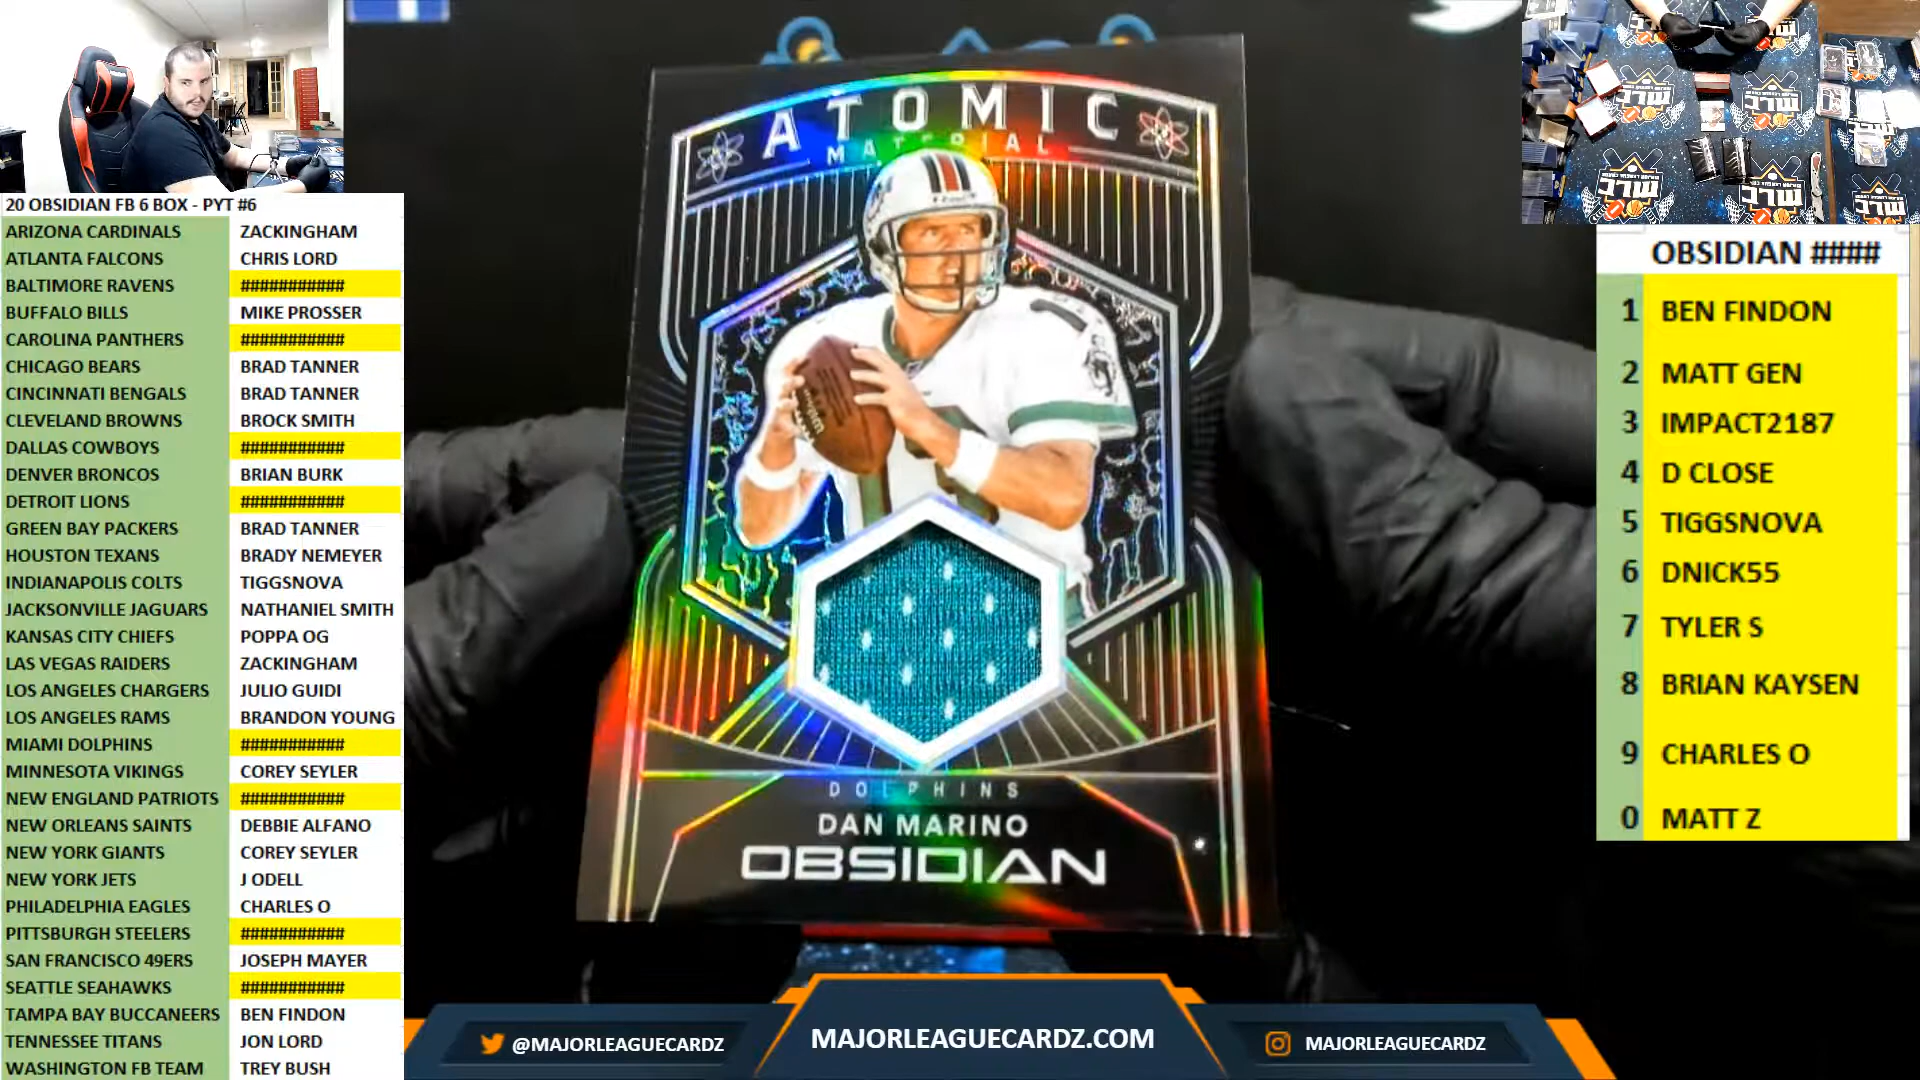 20 OBSIDIAN FB 6 BOX - PYT #6
ARIZONA CARDINALS ZACKINGHAM
ATLANTA FALCONS CHRIS LORD
BALTIMORE RAVENS ###########
BUFFALO BILLS MIKE PROSSER
CAROLINA PANTHERS ###########
CHICAGO BEARS BRAD TANNER
CINCINNATI BENGALS BRAD TANNER
CLEVELAND BROWNS BROCK SMITH
DALLAS COWBOYS ###########
DENVER BRONCOS BRIAN BURK
DETROIT LIONS ###########
GREEN BAY PACKERS BRAD TANNER
HOUSTON TEXANS BRADY NEMEYER
INDIANAPOLIS COLTS TIGGSNOVA
JACKSONVILLE JAGUARS NATHANIEL SMITH
KANSAS CITY CHIEFS POPPA OG
LAS VEGAS RAIDERS ZACKINGHAM
LOS ANGELES CHARGERS JULIO GUIDI
LOS ANGELES RAMS BRANDON YOUNG
MIAMI DOLPHINS ###########
MINNESOTA VIKINGS COREY SEYLER
NEW ENGLAND PATRIOTS ###########
NEW ORLEANS SAINTS DEBBIE ALFANO
NEW YORK GIANTS COREY SEYLER
NEW YORK JETS J ODELL
PHILADELPHIA EAGLES CHARLES O
PITTSBURGH STEELERS ###########
SAN FRANCISCO 49ERS JOSEPH MAYER
SEATTLE SEAHAWKS ###########
TAMPA BAY BUCCANEERS BEN FINDON
TENNESSEE TITANS JON LORD
WASHINGTON FB TEAM TREY BUSH
ATOMIC
MATERIAL
DOLPHINS
DAN MARINO
OBSIDIAN
@MAJORLEAGUECARDZ
MAJORLEAGUECARDZ.COM
MAJORLEAGUECARDZ
OBSIDIAN ####
1 BEN FINDON
2 MATT GEN
3 IMPACT2187
4 D CLOSE
5 TIGGSNOVA
6 DNICK55
7 TYLER S
8 BRIAN KAYSEN
9 CHARLES O
0 MATT Z